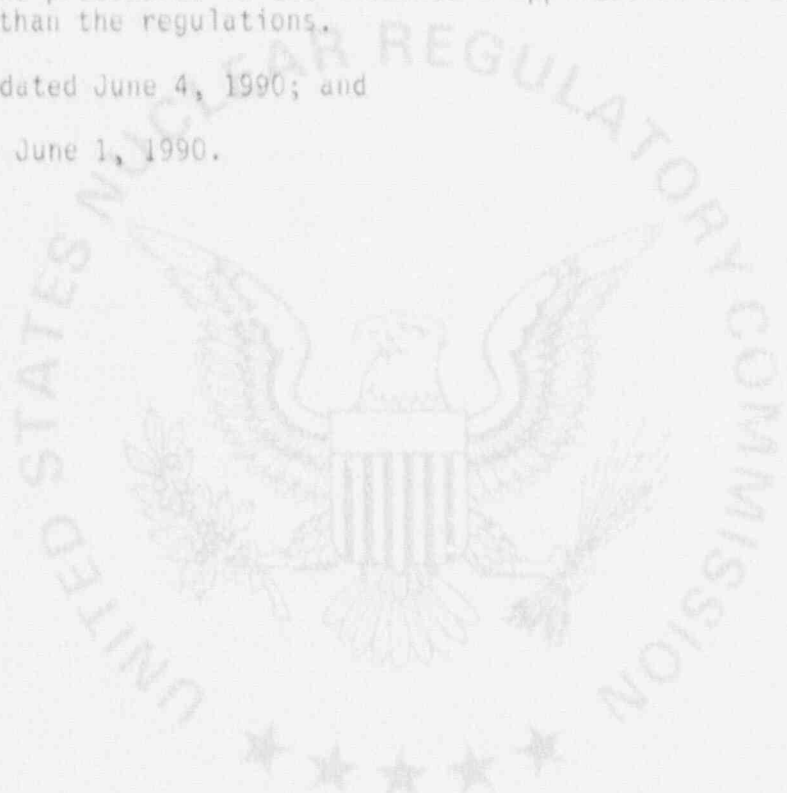 than the regulations.
dated June 4, 1990; and
June 1, 1990.
UNITED STATES NUCLEAR REGULATORY COMMISSION